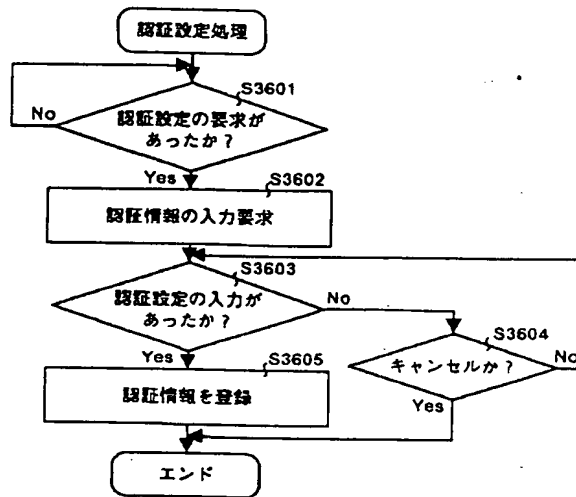 認証設定処理
S3601
No
認証設定の要求が
あったか?
Yes
S3602
認証情報の入力要求
S3603
認証設定の入力が
あったか?
No
Yes
S3604
キャンセルか?
No
Yes
S3605
認証情報を登録
エンド